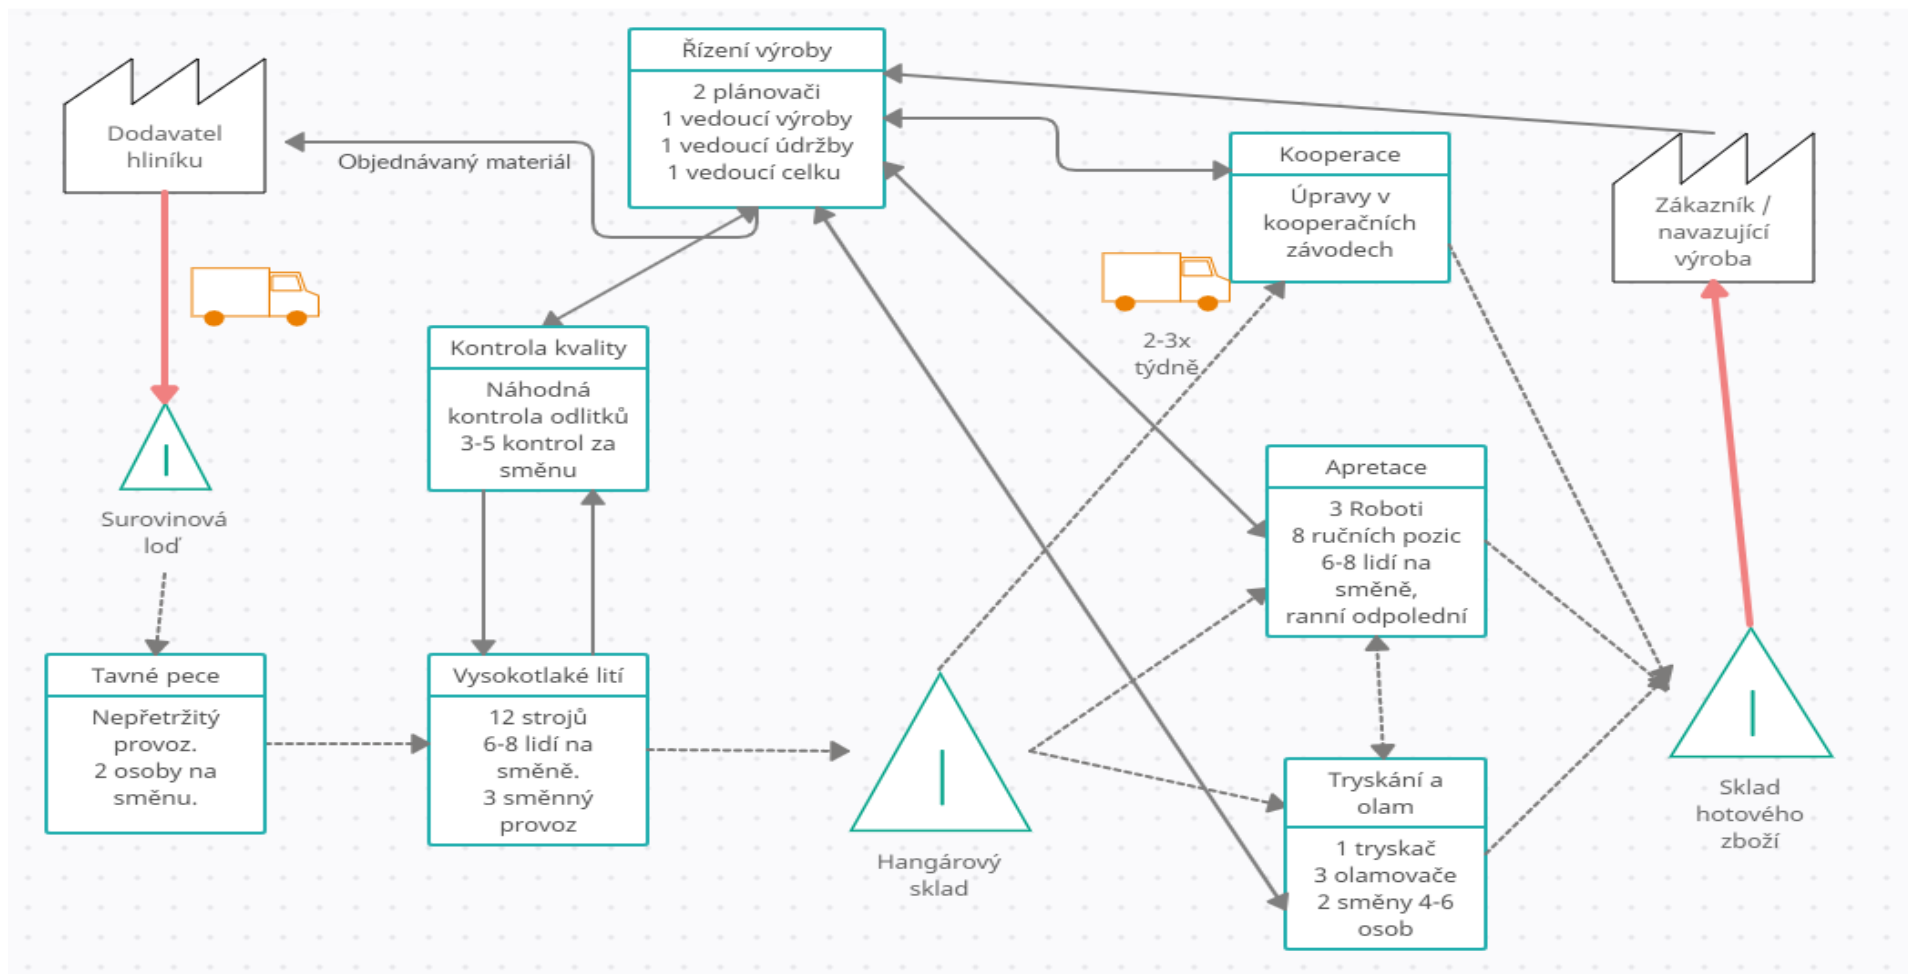 Řízení výroby
2 plánovači
1 vedoucí výroby
1 vedoucí údržby
1 vedoucí celku
Dodavatel
hliníku
Objednávaný materiál
Kooperace
Úpravy v
kooperačních
závodech
Zákazník /
navazující
výroba
2-3x
týdně
Kontrola kvality
Náhodná
kontrola odlitků
3-5 kontrol za
směnu
Surovinová
loď
Apretace
3 Roboti
8 ručních pozic
6-8 lidí na
směně,
ranní odpolední
Tavné pece
Nepřetržitý
provoz.
2 osoby na
směnu.
Vysokotlaké lití
12 strojů
6-8 lidí na
směně.
3 směnný
provoz
Hangárový
sklad
Tryskání a
olam
1 tryskač
3 olamovače
2 směny 4-6
osob
Sklad
hotového
zboží